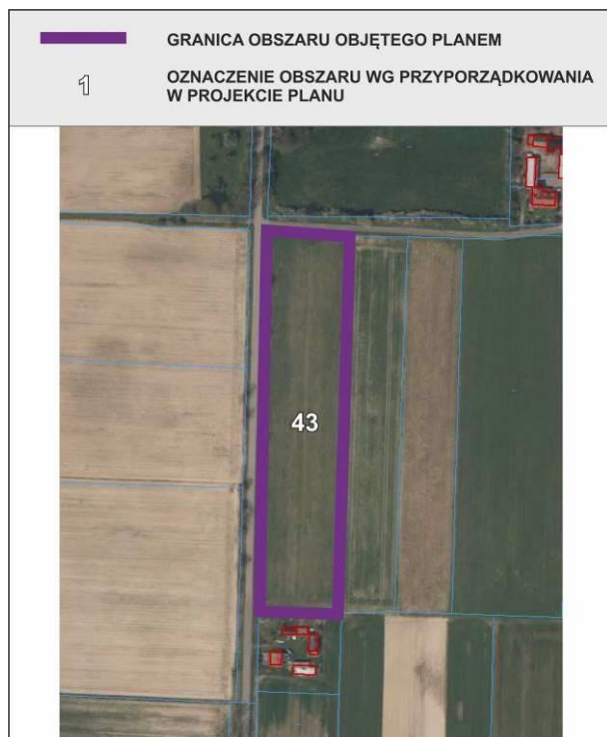 GRANICA OBSZARU OBJĘTEGO PLANEM
1 OZNACZENIE OBSZARU WG PRZYPORZĄDKOWANIA
W PROJEKCIE PLANU
43